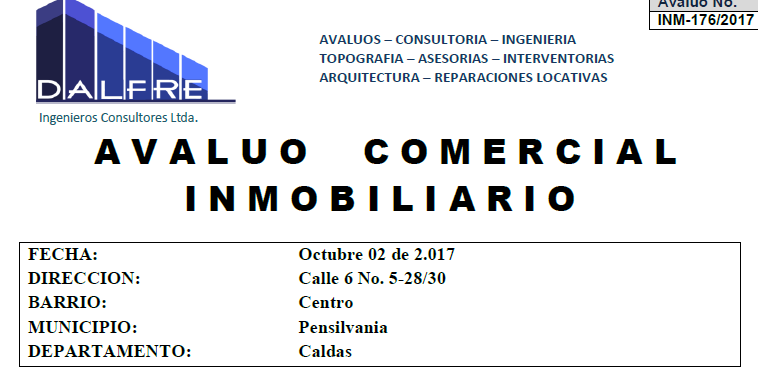 Avaluo No.
INM-176/2017
AVALUOS – CONSULTORIA – INGENIERIA
TOPOGRAFIA – ASESORIAS – INTERVENTORIAS
ARQUITECTURA – REPARACIONES LOCATIVAS
DALFRE
Ingenieros Consultores Ltda.
AVALUO COMERCIAL
INMOBILIARIO
FECHA: Octubre 02 de 2.017
DIRECCION: Calle 6 No. 5-28/30
BARRIO: Centro
MUNICIPIO: Pensilvania
DEPARTAMENTO: Caldas